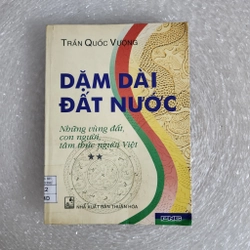 TRẦN QUỐC VƯỢNG
DẶM DÀI
ĐẤT NƯỚC
Những vùng đất,
con người,
tâm thức người Việt
★★
NHÀ XUẤT BẢN THUẬN HÓA